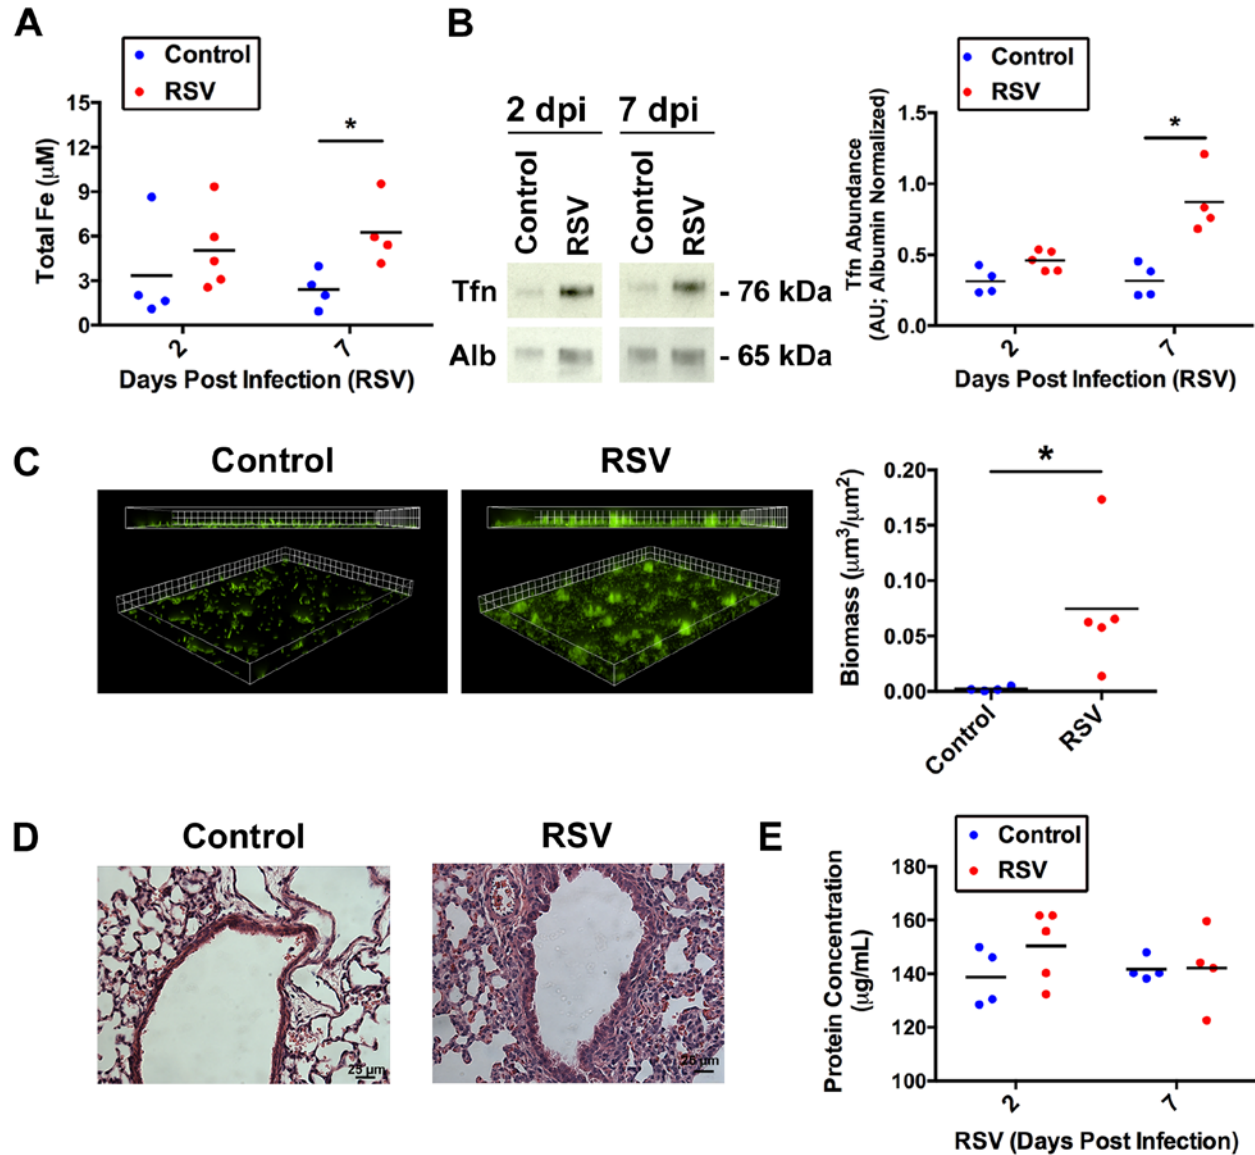 A
Control
RSV
Total Fe (µM)
15
12
9
6
3
0
*
2
7
Days Post Infection (RSV)
B
2 dpi
7 dpi
Control
RSV
Control
RSV
Tfn
- 76 kDa
Alb
- 65 kDa
Control
RSV
Tfn Abundance
(AU; Albumin Normalized)
1.5
1.0
0.5
0.0
*
2
7
Days Post Infection (RSV)
C
Control
RSV
Biomass (µm³/µm²)
0.20
0.15
0.10
0.05
0.00
*
Control
RSV
D
Control
RSV
25 µm
25 µm
E
Control
RSV
Protein Concentration
(µg/mL)
180
160
140
120
100
2
7
RSV (Days Post Infection)